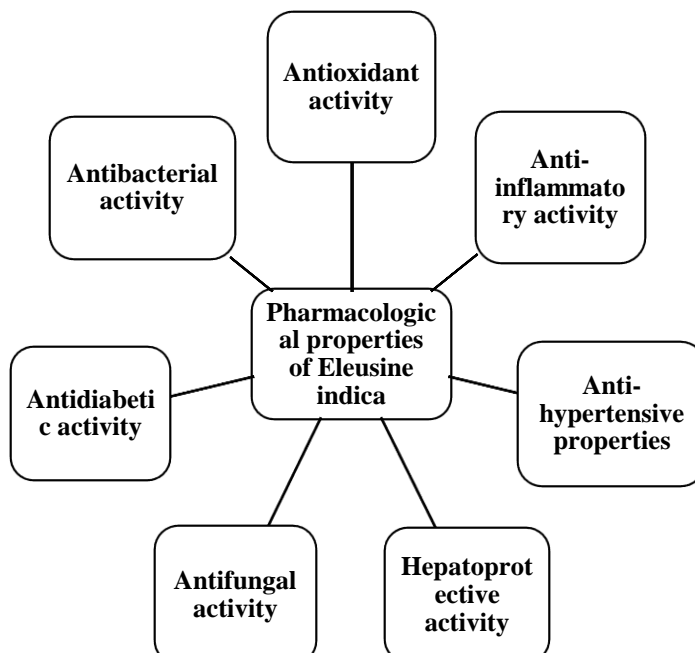 Antioxidant
activity
Antibacterial
activity
Anti-
inflammato
ry activity
Pharmacologic
al properties
of Eleusine
indica
Antidiabeti
c activity
Anti-
hypertensive
properties
Antifungal
activity
Hepatoprot
ective
activity